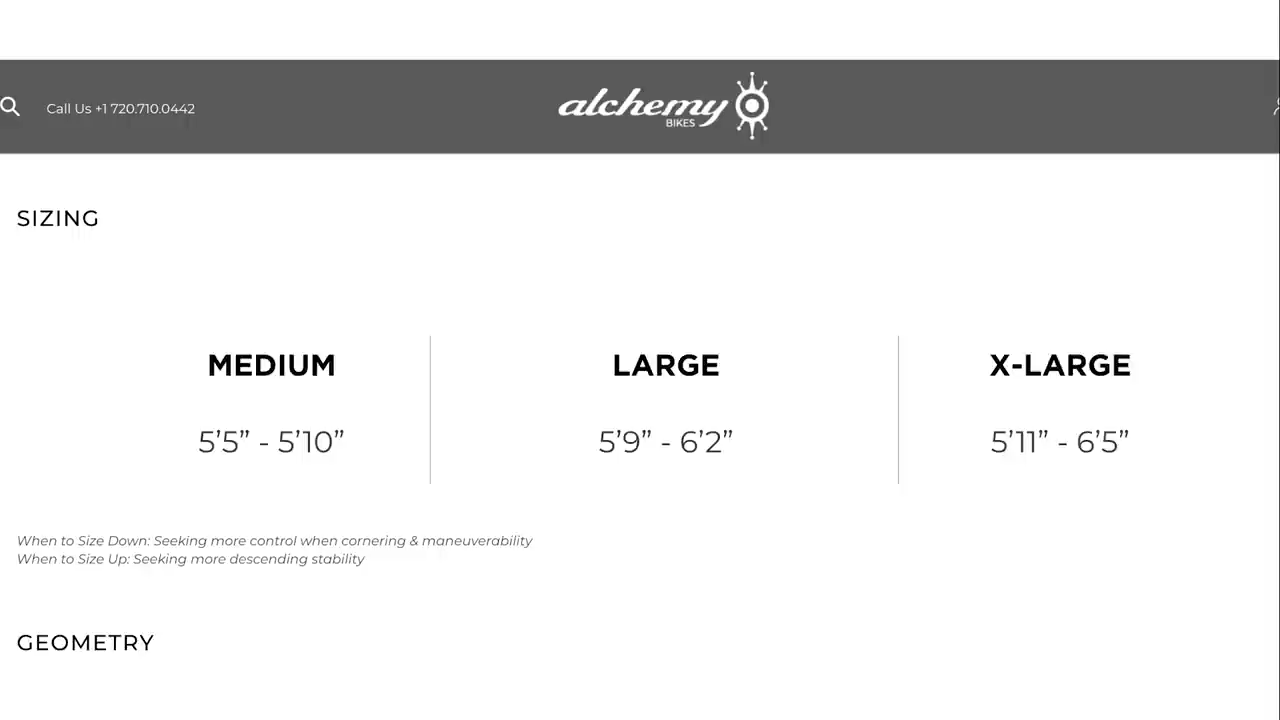 Call Us +1 720.710.0442
alchemy
BIKES
SIZING
MEDIUM
LARGE
X-LARGE
5’5” - 5’10”
5’9” - 6’2”
5’11” - 6’5”
When to Size Down: Seeking more control when cornering & maneuverability
When to Size Up: Seeking more descending stability
GEOMETRY